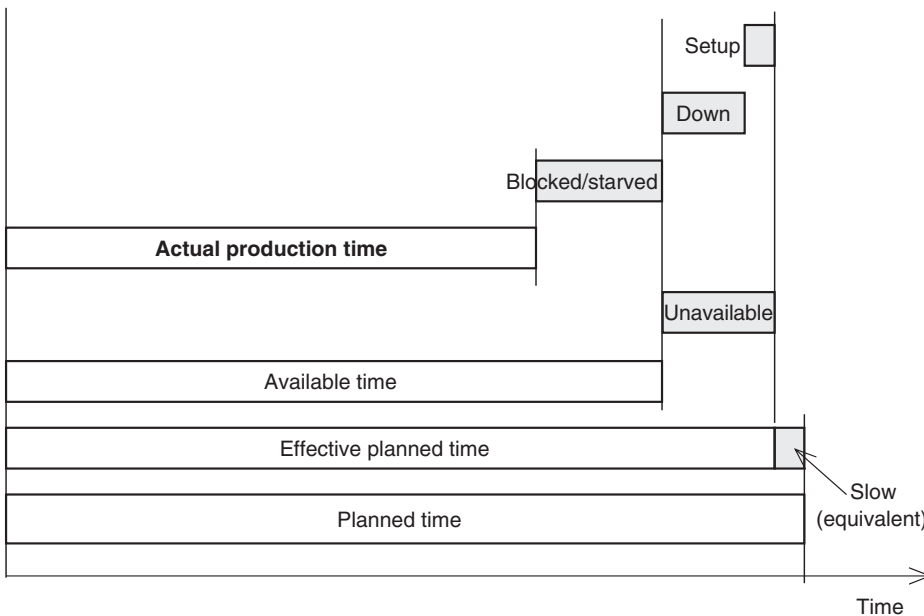 Setup
Down
Blocked/starved
Actual production time
Unavailable
Available time
Effective planned time
Slow
(equivalent)
Planned time
Time